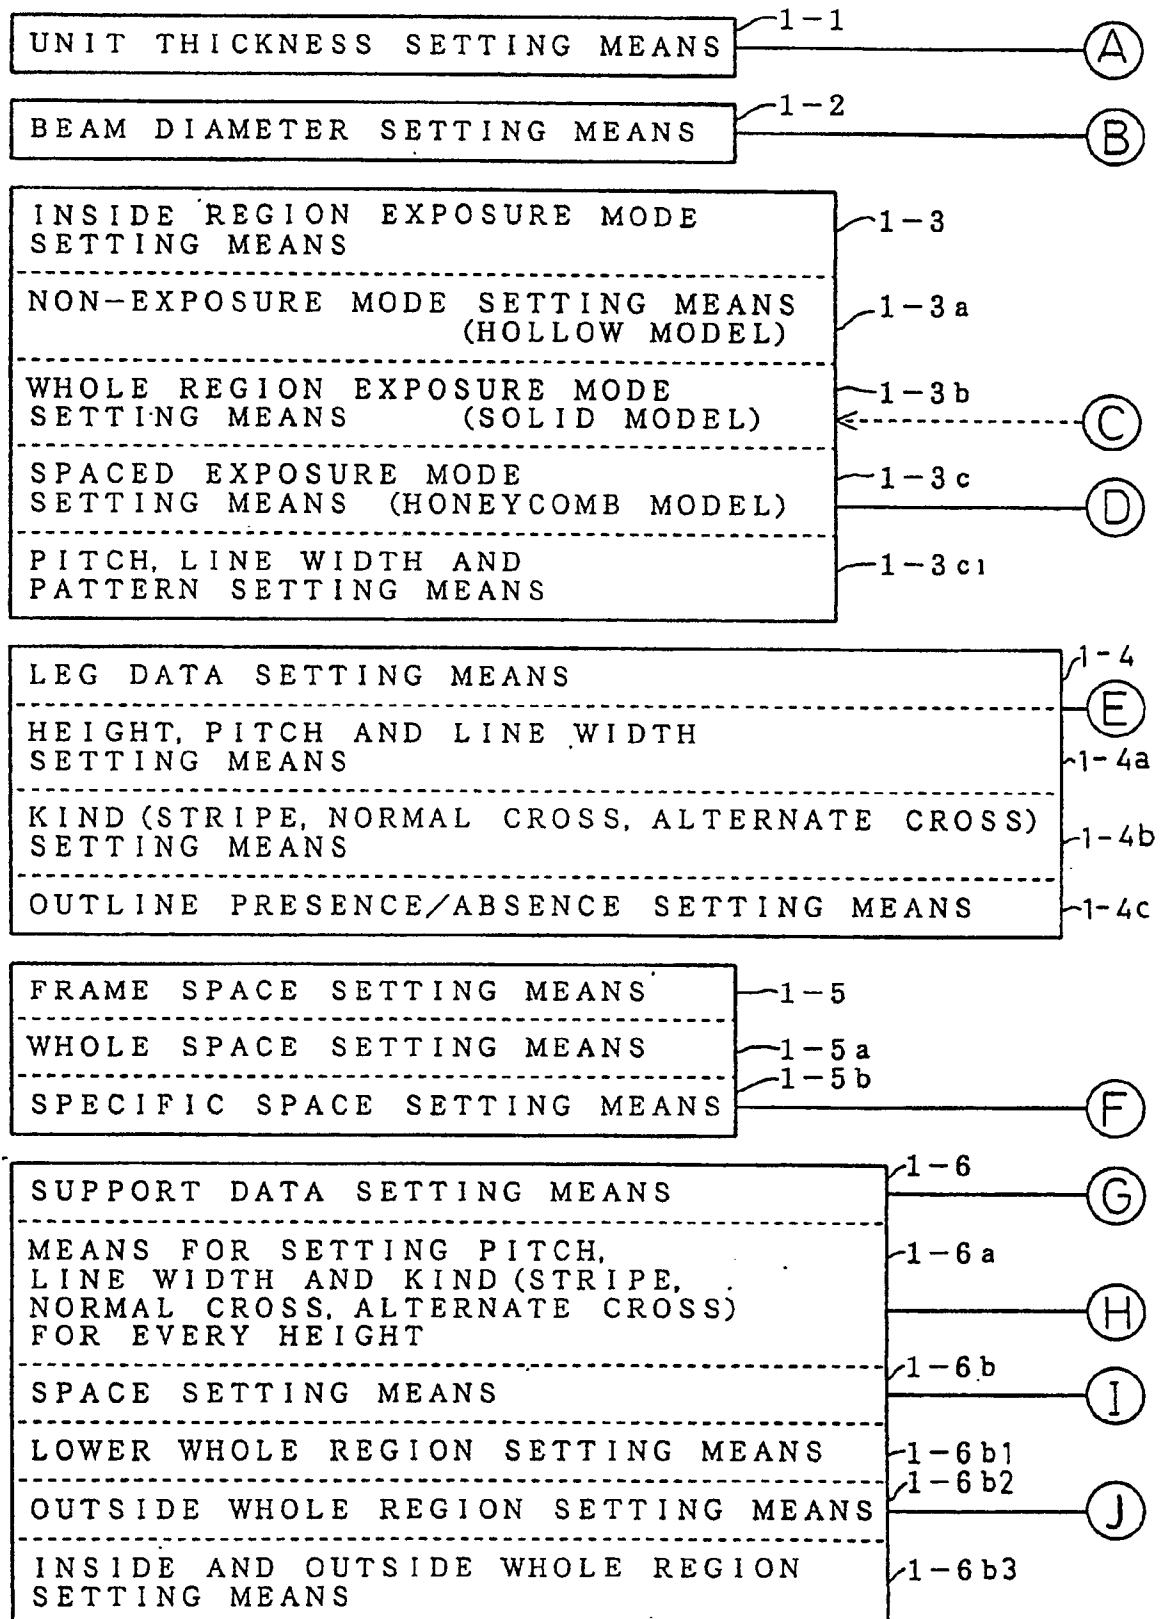 UNIT THICKNESS SETTING MEANS 1-1 A
BEAM DIAMETER SETTING MEANS 1-2 B
INSIDE REGION EXPOSURE MODE
SETTING MEANS 1-3
NON-EXPOSURE MODE SETTING MEANS 1-3a
(HOLLOW MODEL)
WHOLE REGION EXPOSURE MODE 1-3b
SETTING MEANS (SOLID MODEL) C
SPACED EXPOSURE MODE 1-3c
SETTING MEANS (HONEYCOMB MODEL) D
PITCH, LINE WIDTH AND 1-3c1
PATTERN SETTING MEANS
LEG DATA SETTING MEANS 1-4
E
HEIGHT, PITCH AND LINE WIDTH
SETTING MEANS 1-4a
KIND (STRIPE, NORMAL CROSS, ALTERNATE CROSS)
SETTING MEANS 1-4b
OUTLINE PRESENCE/ABSENCE SETTING MEANS 1-4c
FRAME SPACE SETTING MEANS 1-5
WHOLE SPACE SETTING MEANS 1-5a
1-5b
SPECIFIC SPACE SETTING MEANS F
1-6
SUPPORT DATA SETTING MEANS G
MEANS FOR SETTING PITCH, 1-6a
LINE WIDTH AND KIND (STRIPE,
NORMAL CROSS, ALTERNATE CROSS) H
FOR EVERY HEIGHT
1-6b
SPACE SETTING MEANS I
LOWER WHOLE REGION SETTING MEANS 1-6b1
1-6b2
OUTSIDE WHOLE REGION SETTING MEANS J
INSIDE AND OUTSIDE WHOLE REGION 1-6b3
SETTING MEANS